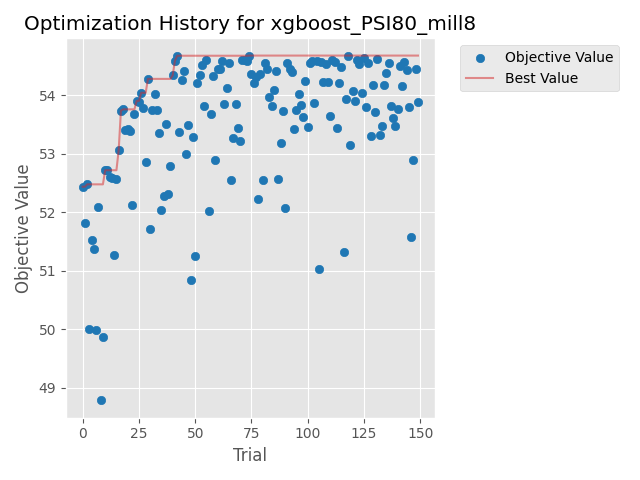 Optimization History for xgboost_PSI80_mill8
Objective Value
Best Value
54
53
52
51
50
49
Objective Value
0
25
50
75
100
125
150
Trial